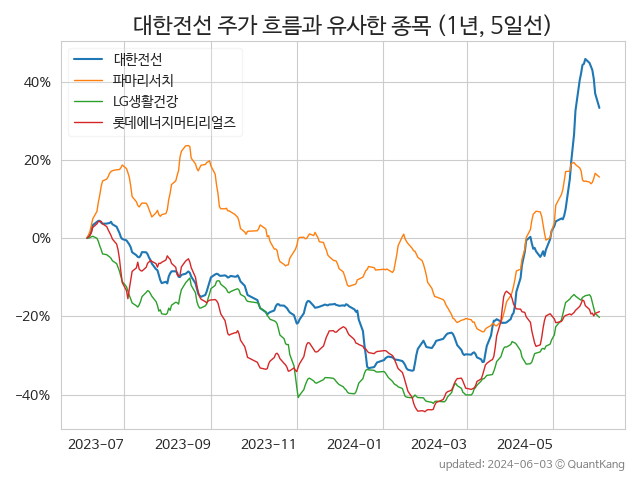 대한전선 주가 흐름과 유사한 종목 (1년, 5일선)
대한전선
파마리서치
LG생활건강
롯데에너지머티리얼즈
40%
20%
0%
−20%
−40%
2023-07 2023-09 2023-11 2024-01 2024-03 2024-05
updated: 2024-06-03 ⓒ QuantKang